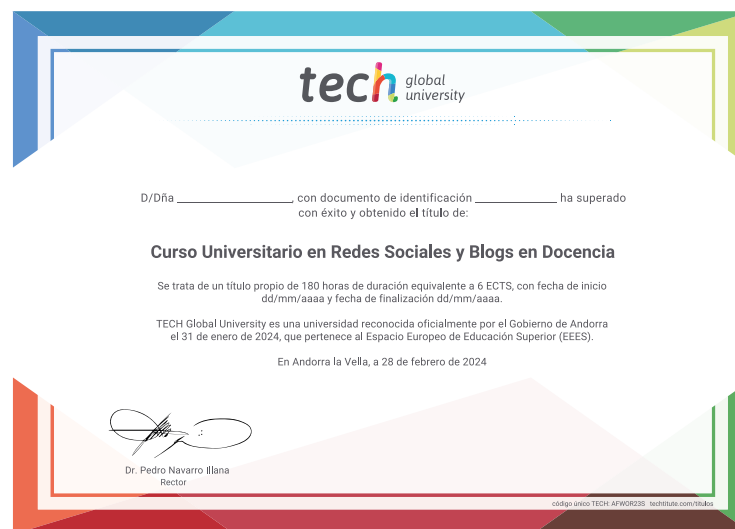 tech global university
D/Dña ____________________, con documento de identificación ______________ ha superado
con éxito y obtenido el título de:
Curso Universitario en Redes Sociales y Blogs en Docencia
Se trata de un título propio de 180 horas de duración equivalente a 6 ECTS, con fecha de inicio
dd/mm/aaaa y fecha de finalización dd/mm/aaaa.
TECH Global University es una universidad reconocida oficialmente por el Gobierno de Andorra
el 31 de enero de 2024, que pertenece al Espacio Europeo de Educación Superior (EEES).
En Andorra la Vella, a 28 de febrero de 2024
Dr. Pedro Navarro Illana
Rector
código único TECH: AFWOR23S techtitute.com/títulos